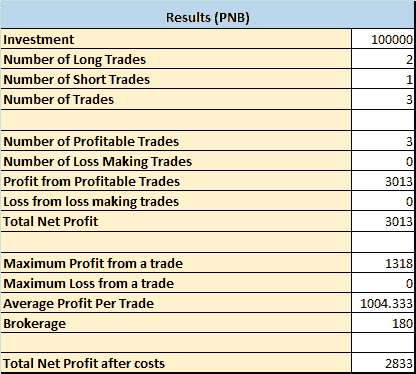 Results (PNB)
Investment 100000
Number of Long Trades 2
Number of Short Trades 1
Number of Trades 3
Number of Profitable Trades 3
Number of Loss Making Trades 0
Profit from Profitable Trades 3013
Loss from loss making trades 0
Total Net Profit 3013
Maximum Profit from a trade 1318
Maximum Loss from a trade 0
Average Profit Per Trade 1004.333
Brokerage 180
Total Net Profit after costs 2833